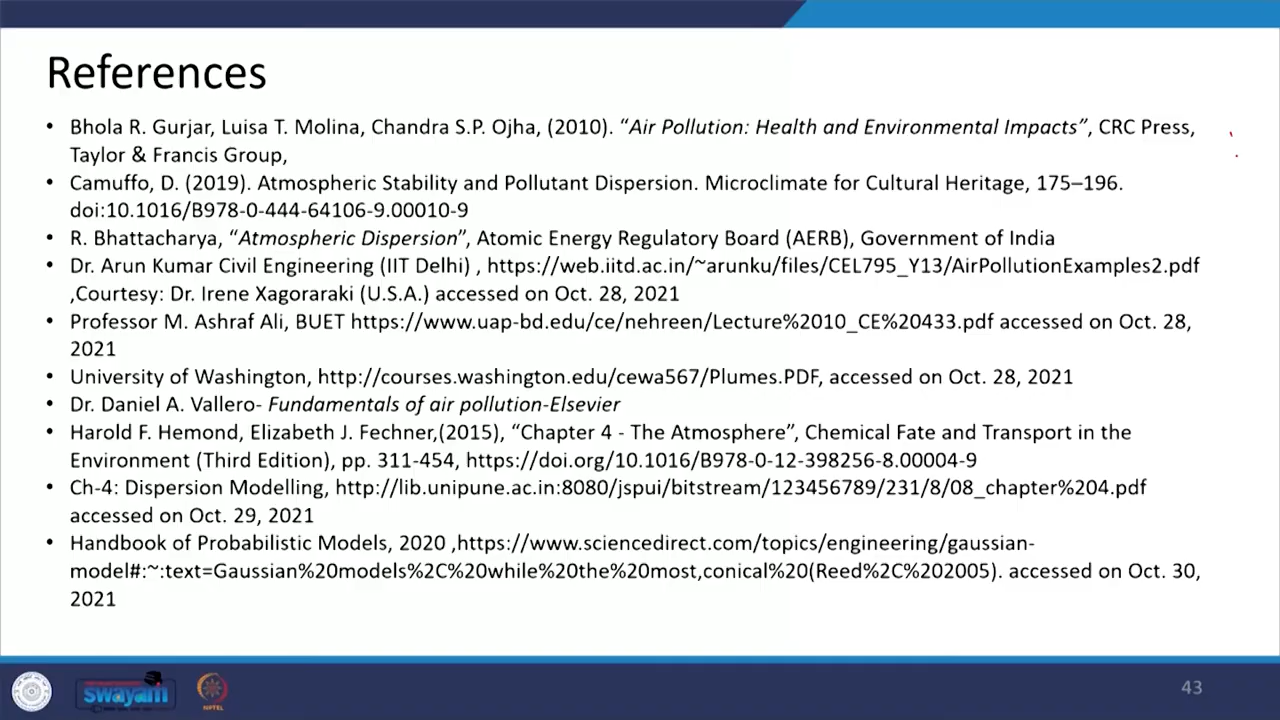 References
• Bhola R. Gurjar, Luisa T. Molina, Chandra S.P. Ojha, (2010). “Air Pollution: Health and Environmental Impacts”, CRC Press,
Taylor & Francis Group,
• Camuffo, D. (2019). Atmospheric Stability and Pollutant Dispersion. Microclimate for Cultural Heritage, 175–196.
doi:10.1016/B978-0-444-64106-9.00010-9
• R. Bhattacharya, “Atmospheric Dispersion”, Atomic Energy Regulatory Board (AERB), Government of India
• Dr. Arun Kumar Civil Engineering (IIT Delhi) , https://web.iitd.ac.in/~arunku/files/CEL795_Y13/AirPollutionExamples2.pdf
,Courtesy: Dr. Irene Xagoraraki (U.S.A.) accessed on Oct. 28, 2021
• Professor M. Ashraf Ali, BUET https://www.uap-bd.edu/ce/nehreen/Lecture%2010_CE%20433.pdf accessed on Oct. 28,
2021
• University of Washington, http://courses.washington.edu/cewa567/Plumes.PDF, accessed on Oct. 28, 2021
• Dr. Daniel A. Vallero- Fundamentals of air pollution-Elsevier
• Harold F. Hemond, Elizabeth J. Fechner,(2015), “Chapter 4 - The Atmosphere”, Chemical Fate and Transport in the
Environment (Third Edition), pp. 311-454, https://doi.org/10.1016/B978-0-12-398256-8.00004-9
• Ch-4: Dispersion Modelling, http://lib.unipune.ac.in:8080/jspui/bitstream/123456789/231/8/08_chapter%204.pdf
accessed on Oct. 29, 2021
• Handbook of Probabilistic Models, 2020 ,https://www.sciencedirect.com/topics/engineering/gaussian-
model#:~:text=Gaussian%20models%2C%20while%20the%20most,conical%20(Reed%2C%202005). accessed on Oct. 30,
2021
swayam
NPTEL
43